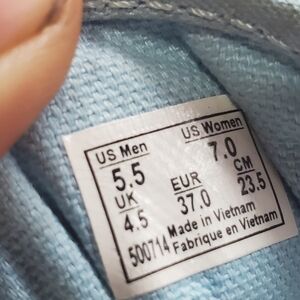 US Men US Women
5.5 7.0
UK EUR CM
4.5 37.0 23.5
Made in Vietnam
500714 Fabrique en Vietnam